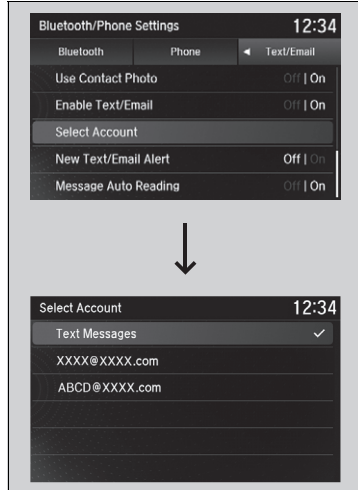 Bluetooth/Phone Settings 12:34
Bluetooth Phone ◄ Text/Email
Use Contact Photo Off | On
Enable Text/Email Off | On
Select Account
New Text/Email Alert Off | On
Message Auto Reading Off | On
Select Account 12:34
Text Messages ✓
XXXX@XXXX.com
ABCD@XXXX.com